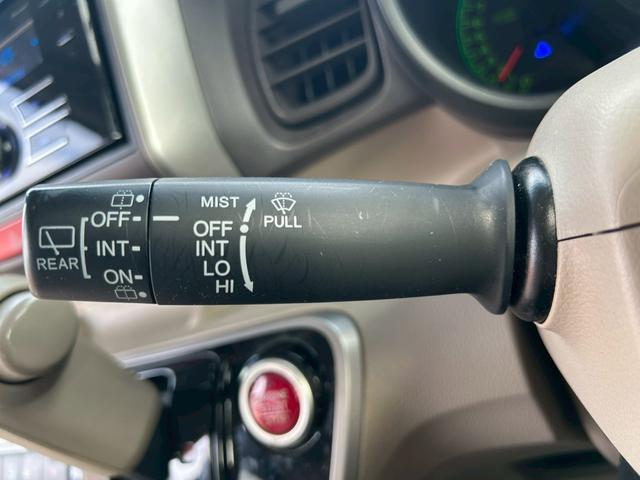 OFF
INT
ON
REAR
MIST
OFF
INT
LO
HI
PULL